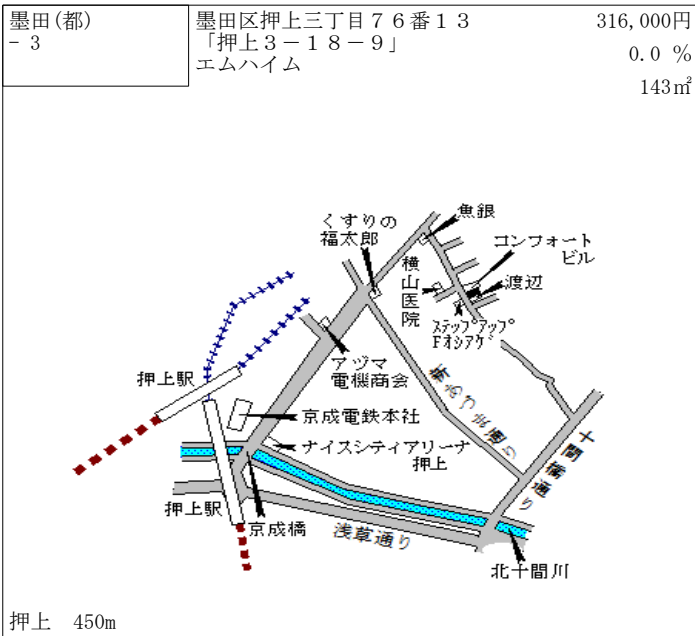 墨田(都)
- 3
墨田区押上三丁目７６番１３
「押上３－１８－９」
エムハイム
316,000円
0.0 %
143㎡
魚銀
くすりの
福太郎
コンフォート
ビル
横山医院
渡辺
ｽﾃｯﾌﾟｱｯﾌﾟ
Fｵｼｱｹﾞ
アヅマ
電機商会
押上駅
京成電鉄本社
ナイスシティアリーナ
押上
十間橋通り
押上駅
京成橋
浅草通り
北十間川
押上　450m